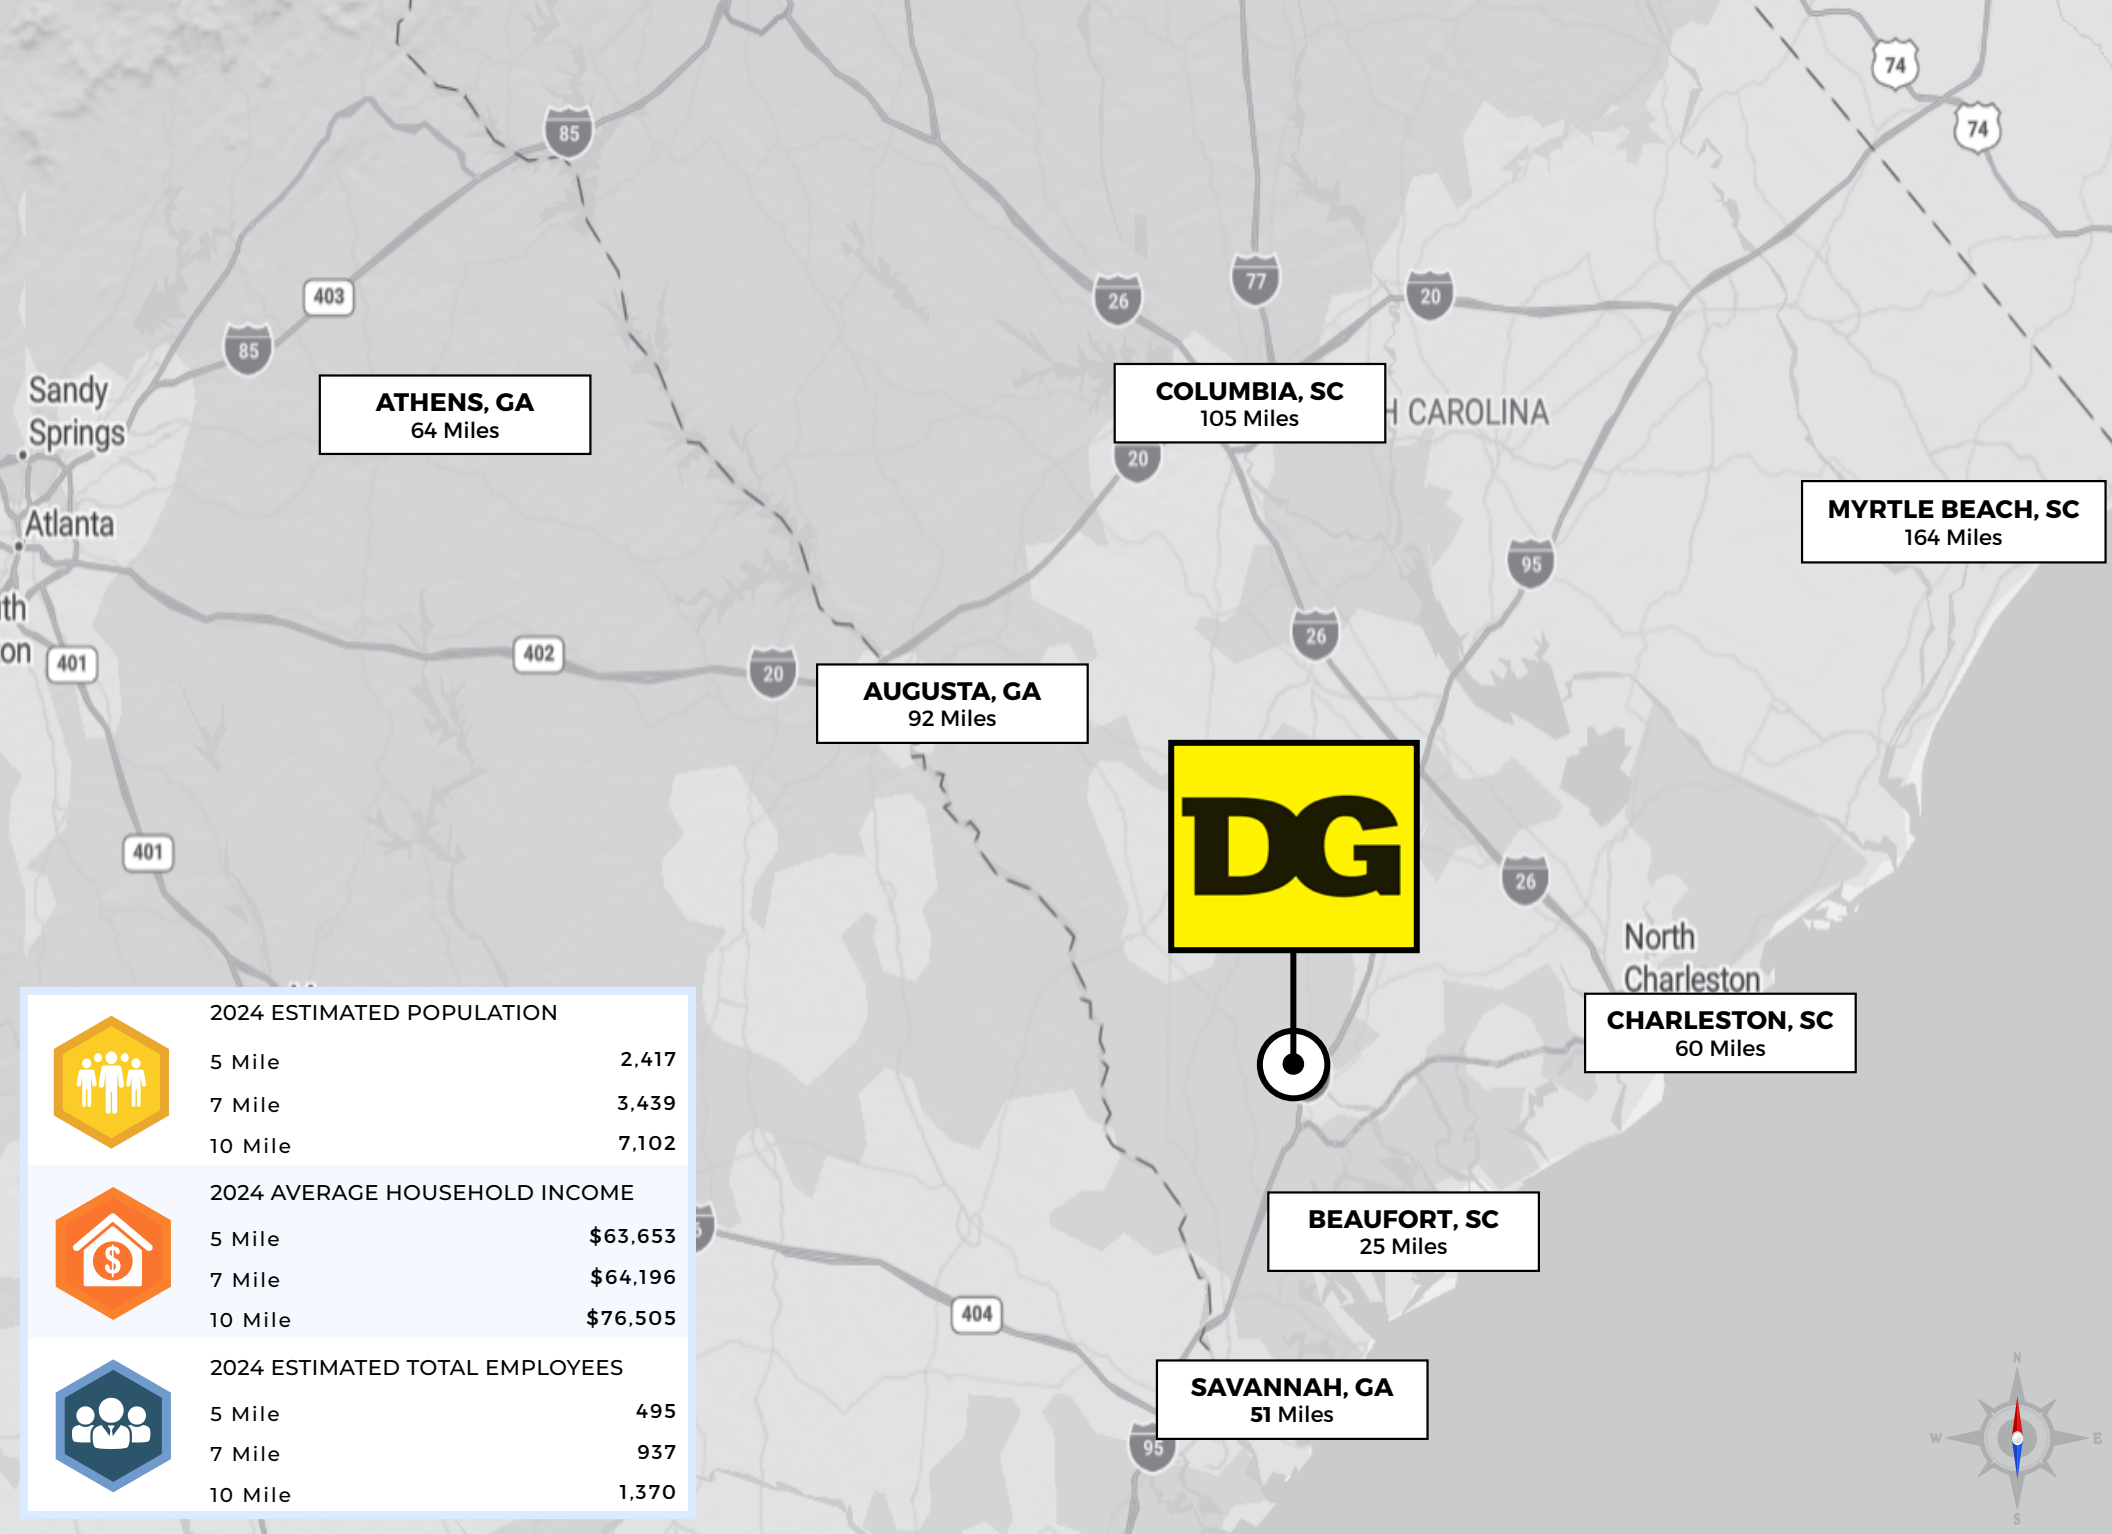 74
74
85
77
26
20
403
85
Sandy
Springs
ATHENS, GA
64 Miles
COLUMBIA, SC
105 Miles
H CAROLINA
20
MYRTLE BEACH, SC
164 Miles
Atlanta
95
th
on
401
402
20
26
AUGUSTA, GA
92 Miles
DG
401
26
North
Charleston
CHARLESTON, SC
60 Miles
2024 ESTIMATED POPULATION
5 Mile 2,417
7 Mile 3,439
10 Mile 7,102
2024 AVERAGE HOUSEHOLD INCOME
$
5 Mile $63,653
7 Mile $64,196
10 Mile $76,505
BEAUFORT, SC
25 Miles
404
2024 ESTIMATED TOTAL EMPLOYEES
5 Mile 495
7 Mile 937
10 Mile 1,370
SAVANNAH, GA
51 Miles
95
N
W E
S